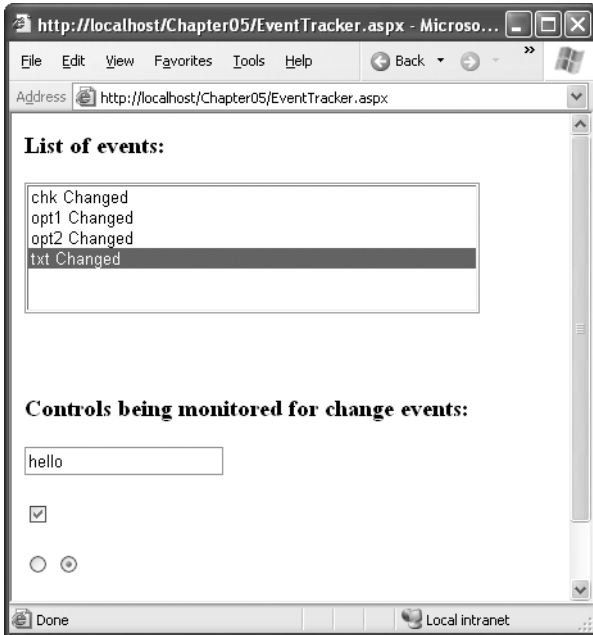 http://localhost/Chapter05/EventTracker.aspx - Microso...
File Edit View Favorites Tools Help Back »
Address http://localhost/Chapter05/EventTracker.aspx
List of events:
chk Changed
opt1 Changed
opt2 Changed
txt Changed
Controls being monitored for change events:
hello
Done Local intranet